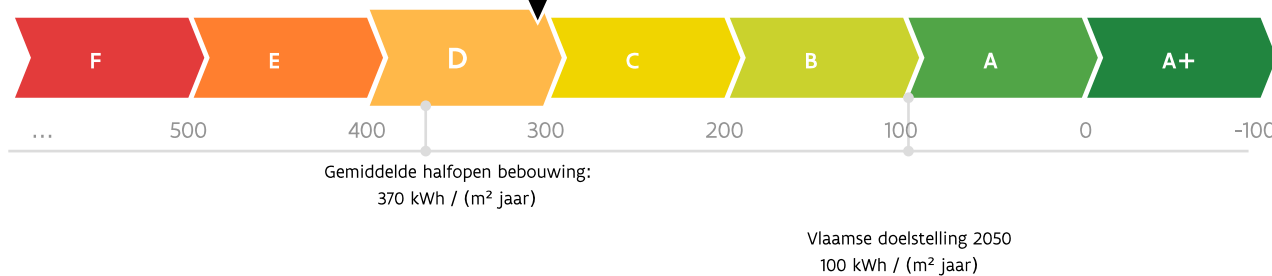 F E D C B A A+
... 500 400 300 200 100 0 -100
Gemiddelde halfopen bebouwing:
370 kWh / (m² jaar)
Vlaamse doelstelling 2050
100 kWh / (m² jaar)